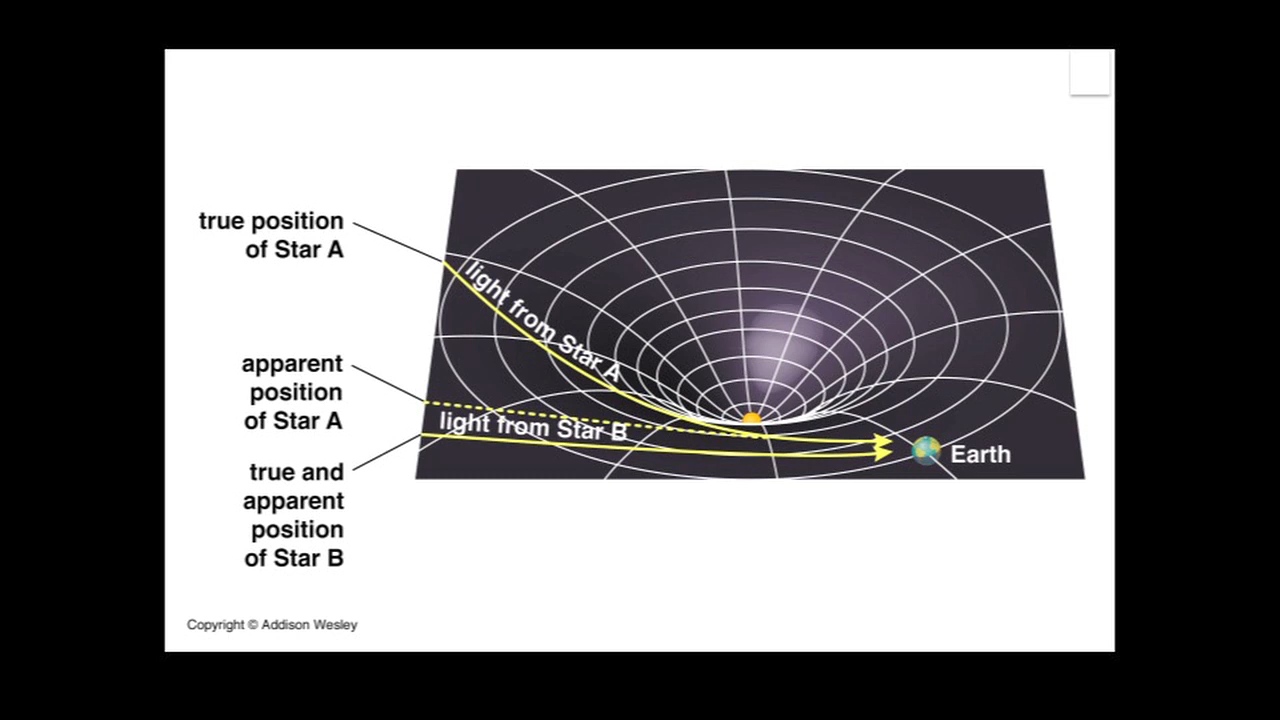 true position
of Star A
light from Star A
apparent
position
of Star A
light from Star B
Earth
true and
apparent
position
of Star B
Copyright © Addison Wesley